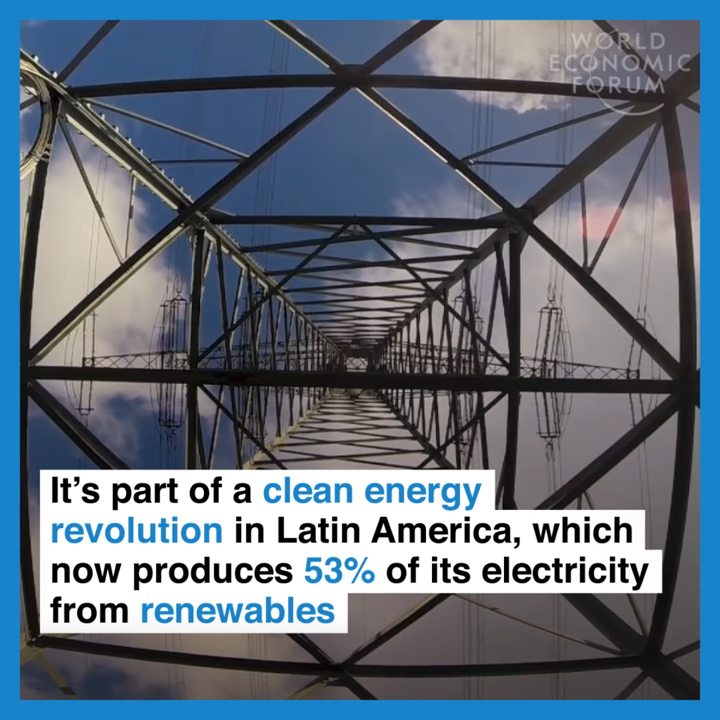 WORLD
ECONOMIC
FORUM
It’s part of a clean energy
revolution in Latin America, which
now produces 53% of its electricity
from renewables